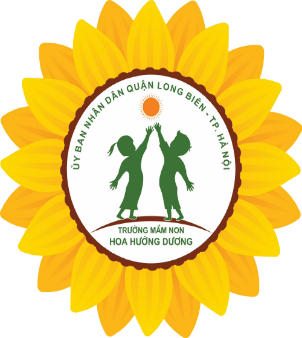 ỦY BAN NHÂN DÂN QUẬN LONG BIÊN - TP. HÀ NỘI
TRƯỜNG MẦM NON
HOA HƯỚNG DƯƠNG